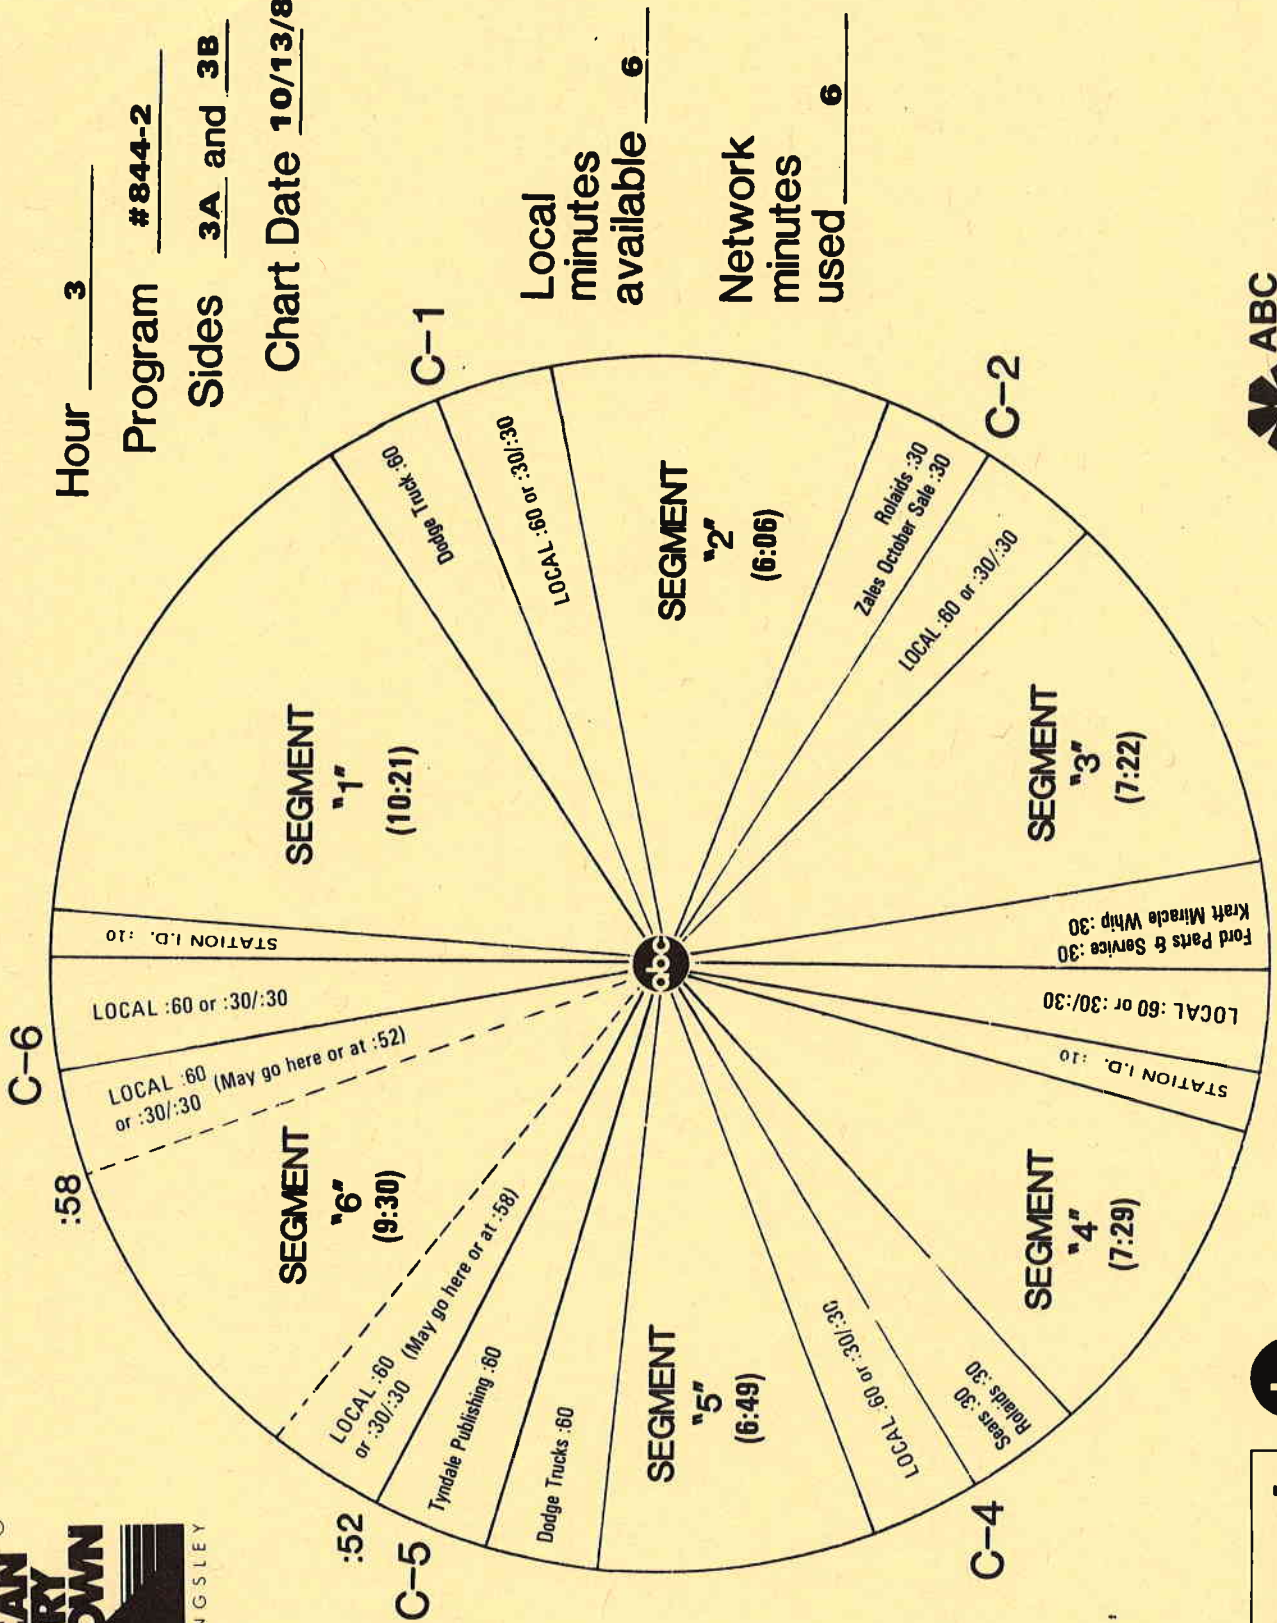 Hour 3
Program #844-2
Sides 3A and 3B
Chart Date 10/13/8
Local
minutes
available 6
Network
minutes
used 6
C-1
C-2
C-4
C-5
:52
:58
C-6
STATION I.D. :10
SEGMENT
"1"
(10:21)
Dodge Truck :60
LOCAL :60 or :30/:30
SEGMENT
"2"
(6:06)
Rolaids :30
Zales October Sale :30
LOCAL :60 or :30/:30
SEGMENT
"3"
(7:22)
Kraft Miracle Whip :30
Ford Parts & Service :30
LOCAL :60 or :30/:30
STATION I.D. :10
SEGMENT
"4"
(7:29)
Sears :30
Rolaids :30
LOCAL :60 or :30/:30
SEGMENT
"5"
(6:49)
Dodge Trucks :60
Tyndale Publishing :60
LOCAL :60
or :30/:30 (May go here or at :58)
SEGMENT
"6"
(9:30)
LOCAL :60
or :30/:30 (May go here or at :52)
LOCAL :60 or :30/:30
abc
ABC